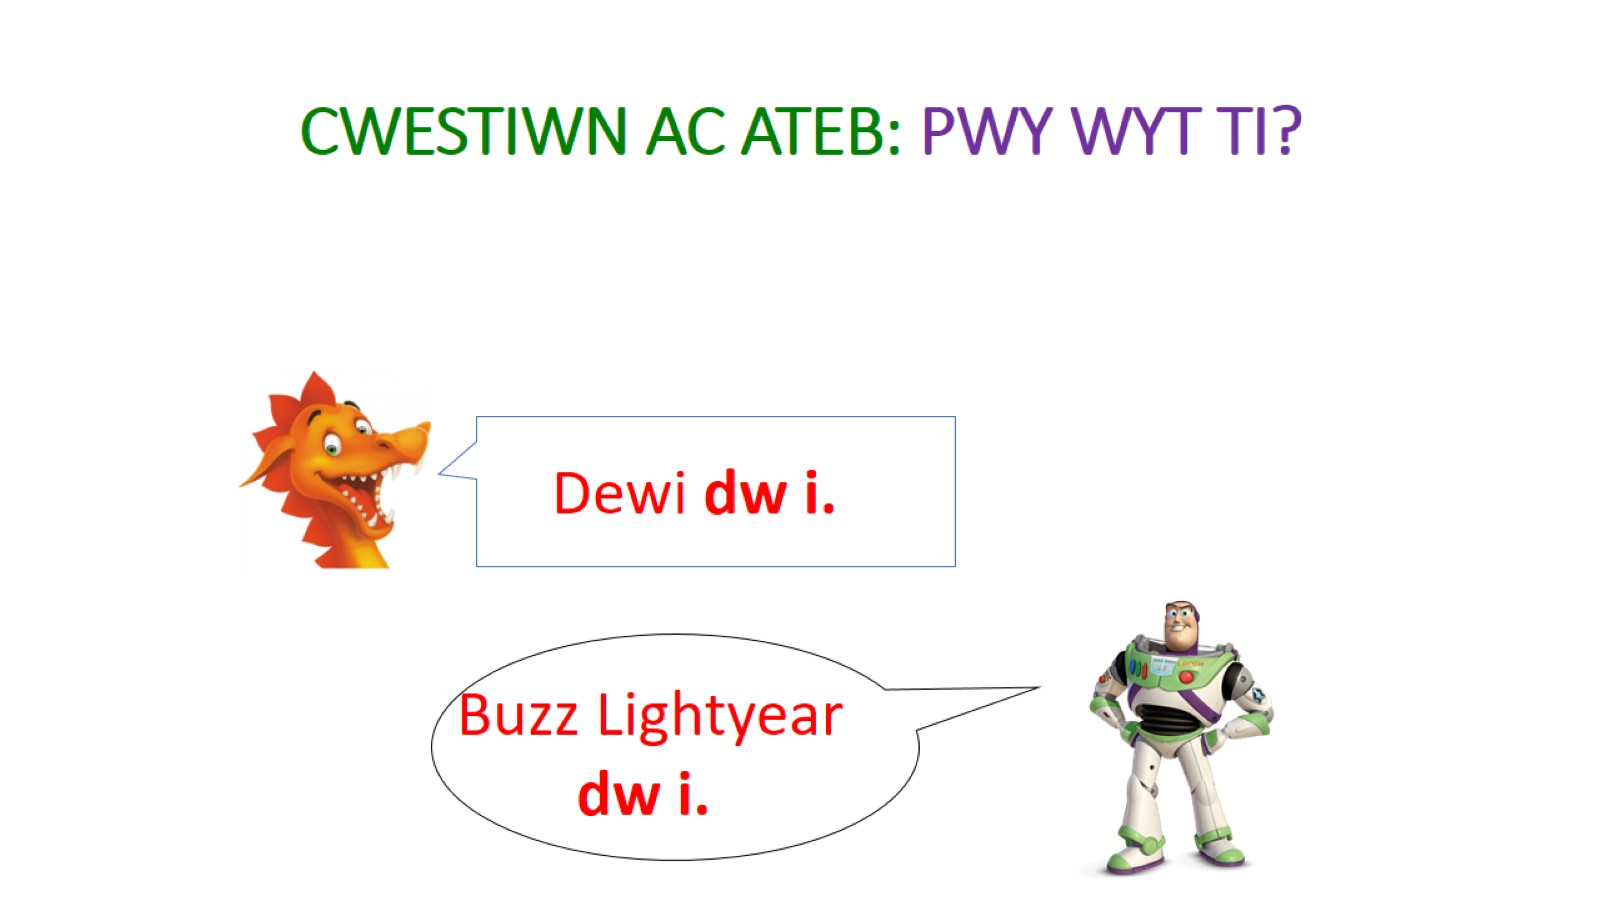 CWESTIWN AC ATEB: PWY WYT TI?
Dewi dw i.
Buzz Lightyear
dw i.